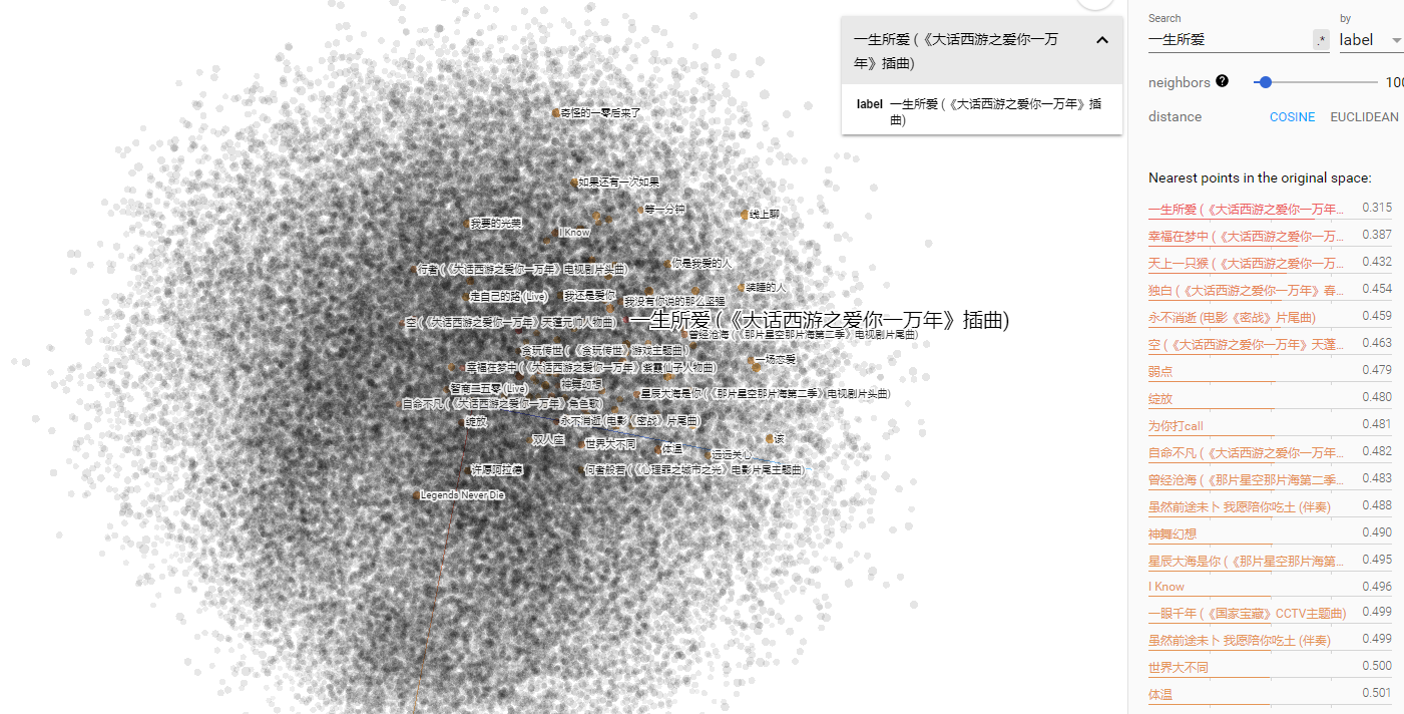 奇怪的一零后来了
如果还有一次如果
等一分钟
线上聊
我要的光荣
I Know
你是我爱的人
行者 (《大话西游之爱你一万年》电视剧片头曲)
装睡的人
走自己的路 (Live)
我还是爱你
我没有你说的那么坚强
一生所爱 (《大话西游之爱你一万年》插曲)
空 (《大话西游之爱你一万年》天蓬元帅人物曲)
曾经沧海 (《那片星空那片海第二季》电视剧片尾曲)
贪玩传世 (《贪玩传世》游戏主题曲)
一场恋爱
幸福在梦中 (《大话西游之爱你一万年》紫霞仙子人物曲)
智商二五零 (Live)
神舞幻想
星辰大海是你 (《那片星空那片海第二季》电视剧片头曲)
自命不凡 (《大话西游之爱你一万年》角色歌)
绽放
永不消逝 (电影《密战》片尾曲)
双人座
世界大不同
体温
该
远远关心
许愿阿拉德
何者般若 (《心理罪之城市之光》电影片尾主题曲)
Legends Never Die
一生所爱 (《大话西游之爱你一万
年》插曲)
label 一生所爱 (《大话西游之爱你一万年》插
曲)
Search
by
一生所爱
.*
label
neighbors
100
distance
COSINE
EUCLIDEAN
Nearest points in the original space:
一生所爱 (《大话西游之爱你一万年... 0.315
幸福在梦中 (《大话西游之爱你一万... 0.387
天上一只猴 (《大话西游之爱你一万... 0.432
独白 (《大话西游之爱你一万年》春... 0.454
永不消逝 (电影《密战》片尾曲) 0.459
空 (《大话西游之爱你一万年》天蓬... 0.463
弱点 0.479
绽放 0.480
为你打call 0.481
自命不凡 (《大话西游之爱你一万年... 0.482
曾经沧海 (《那片星空那片海第二季... 0.483
虽然前途未卜 我愿陪你吃土 (伴奏) 0.488
神舞幻想 0.490
星辰大海是你 (《那片星空那片海第... 0.495
I Know 0.496
一眼千年 (《国家宝藏》CCTV主题曲) 0.499
虽然前途未卜 我愿陪你吃土 (伴奏) 0.499
世界大不同 0.500
体温 0.501